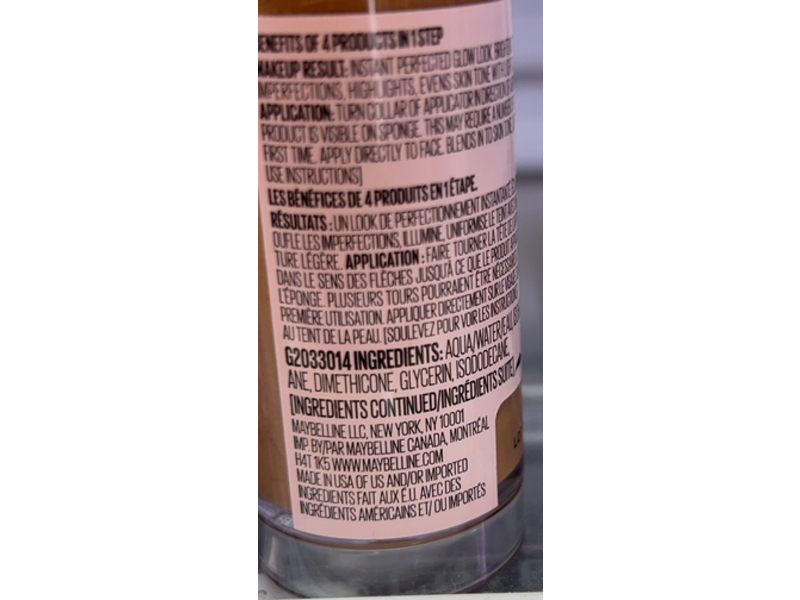 ENEFITS OF 4 PRODUCTS IN 1 STEP
MAKEUP RESULT: INSTANT PERFECTED GLOW LOOK,
IMPERFECTIONS, HIGHLIGHTS, EVENS SKIN TONE WITH
APPLICATION: TURN COLLAR OF APPLICATOR IN DIRECTION
PRODUCT IS VISIBLE ON SPONGE. THIS MAY REQUIRE A
FIRST TIME. APPLY DIRECTLY TO FACE. BLENDS IN TO SKIN
USE INSTRUCTIONS]
LES BÉNÉFICES DE 4 PRODUITS EN 1 ÉTAPE.
RÉSULTATS : UN LOOK DE PERFECTIONNEMENT INSTANTANÉ.
OUFLE LES IMPERFECTIONS, ILLUMINE, UNIFORMISE LE TEINT
TURE LÉGÈRE. APPLICATION : FAIRE TOURNER LA TÊTE DE
DANS LE SENS DES FLÈCHES JUSQU'À CE QUE LE PRODUIT
L'ÉPONGE. PLUSIEURS TOURS POURRAIENT ÊTRE NÉCESSAIRES
PREMIÈRE UTILISATION. APPLIQUER DIRECTEMENT SUR LE
AU TEINT DE LA PEAU. [SOULEVEZ POUR VOIR LES
G2033014 INGREDIENTS: AQUA/WATER/EAU,
ANE, DIMETHICONE, GLYCERIN, ISODODECANE,
[INGREDIENTS CONTINUED/INGRÉDIENTS SUITE]
MAYBELLINE LLC, NEW YORK, NY 10001
IMP. BY/PAR MAYBELLINE CANADA, MONTRÉAL
H4T 1K5 WWW.MAYBELLINE.COM
MADE IN USA OF US AND/OR IMPORTED
INGREDIENTS FAIT AUX É.U. AVEC DES
INGRÉDIENTS AMÉRICAINS ET/ OU IMPORTÉS